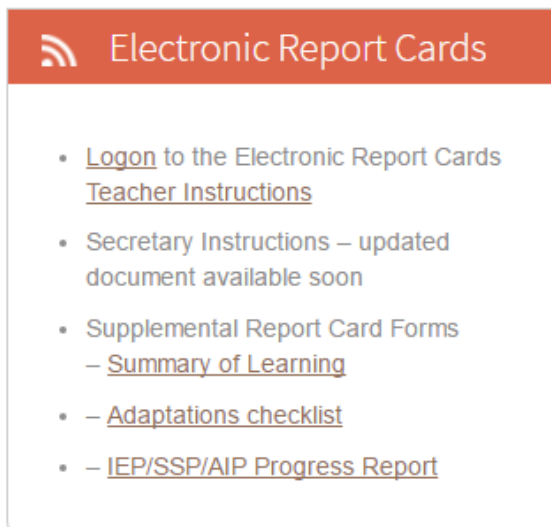 Electronic Report Cards
• Logon to the Electronic Report Cards
Teacher Instructions
• Secretary Instructions – updated
document available soon
• Supplemental Report Card Forms
– Summary of Learning
• – Adaptations checklist
• – IEP/SSP/AIP Progress Report